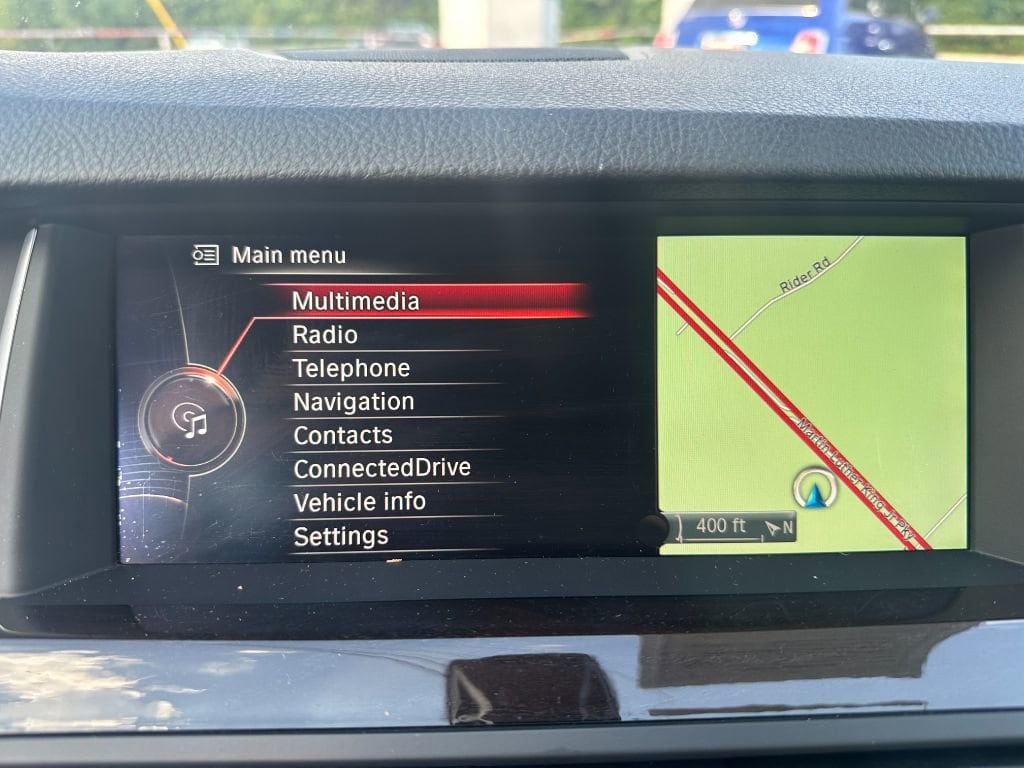 Main menu
Multimedia
Radio
Telephone
Navigation
Contacts
ConnectedDrive
Vehicle info
Settings
Rider Rd
Martin Luther King Jr Pky
400 ft
N